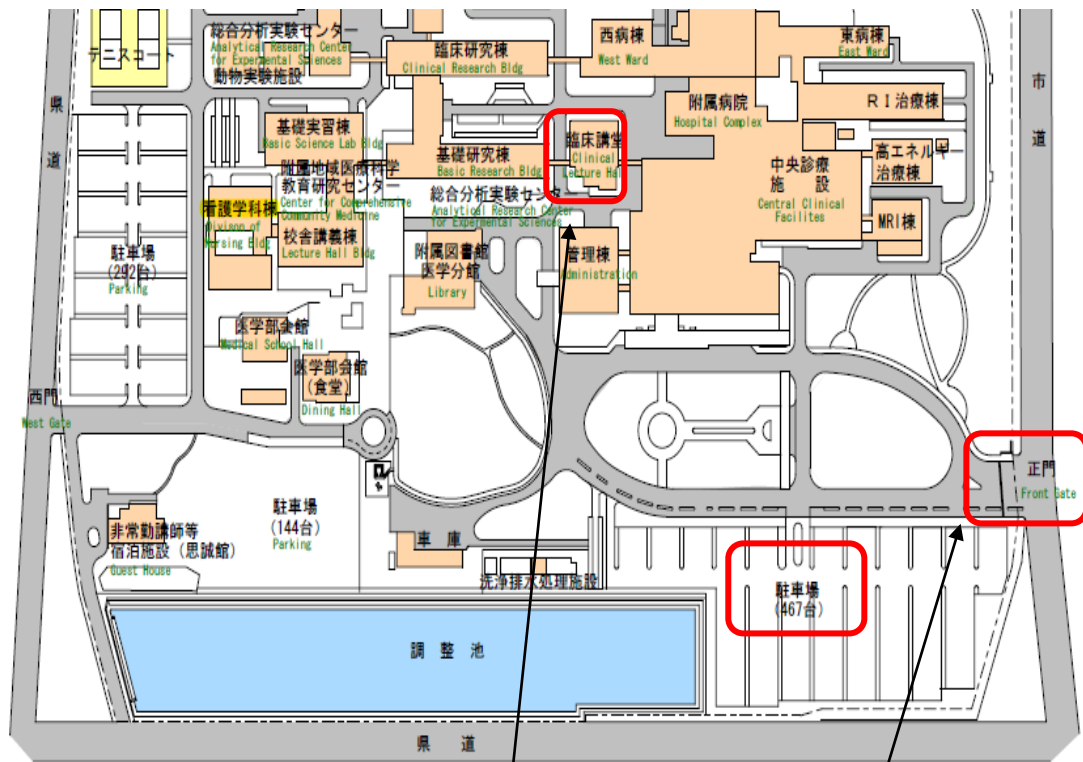 総合分析実験センター
Analytical Research Center
for Expermental Sciences
動物実験施設
テニスコート
臨床研究棟
Clinical Research Bldg
西病棟
West Ward
東病棟
East Ward
県道
市道
基礎実習棟
Basic Science Lab Bldg
基礎研究棟
Basic Research Bldg
臨床講堂
Clinical
Lecture Hall
附属病院
Hospital Complex
RI治療棟
高エネルギー
治療棟
中央診療
施設
Central Clinical
Facilites
MRI棟
附属地域医療科学
教育研究センター
Center for Comprehensive
Community Medicine
総合分析実験センター
Analytical Research Center
for Expermental Sciences
看護学科棟
Divison of
Nursing Bldg
校舎講義棟
Lecture Hall Bldg
附属図書館
医学分館
Library
管理棟
Administration
駐車場
(292台)
Parking
医学部会館
Medical School Hall
医学部会館
(食堂)
Dining Hall
西門
West Gate
正門
Front Gate
駐車場
(144台)
Parking
非常勤講師等
宿泊施設(思誠館)
Guest House
車庫
洗浄排水処理施設
駐車場
(467台)
調整池
県道